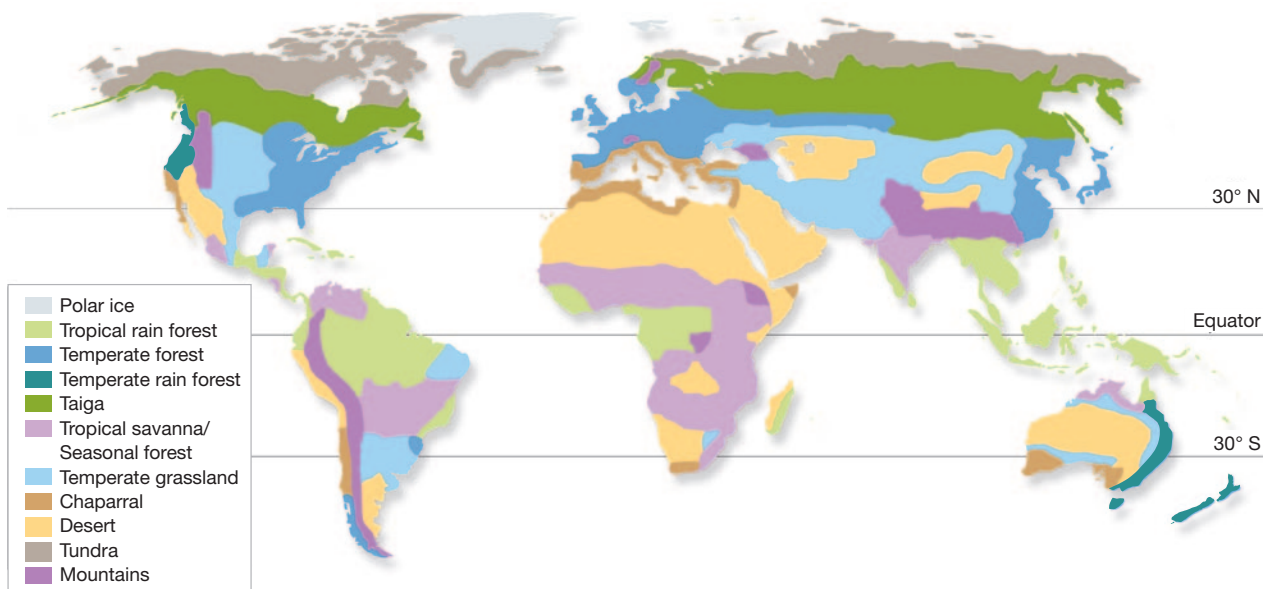 30° N
Equator
30° S
Polar ice
Tropical rain forest
Temperate forest
Temperate rain forest
Taiga
Tropical savanna/
Seasonal forest
Temperate grassland
Chaparral
Desert
Tundra
Mountains